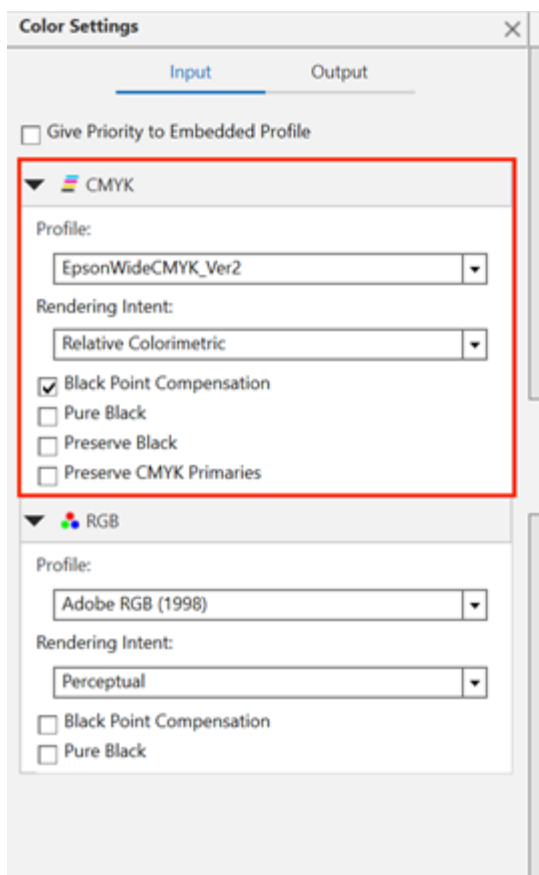 Color Settings
Input Output
Give Priority to Embedded Profile
CMYK
Profile:
EpsonWideCMYK_Ver2
Rendering Intent:
Relative Colorimetric
Black Point Compensation
Pure Black
Preserve Black
Preserve CMYK Primaries
RGB
Profile:
Adobe RGB (1998)
Rendering Intent:
Perceptual
Black Point Compensation
Pure Black